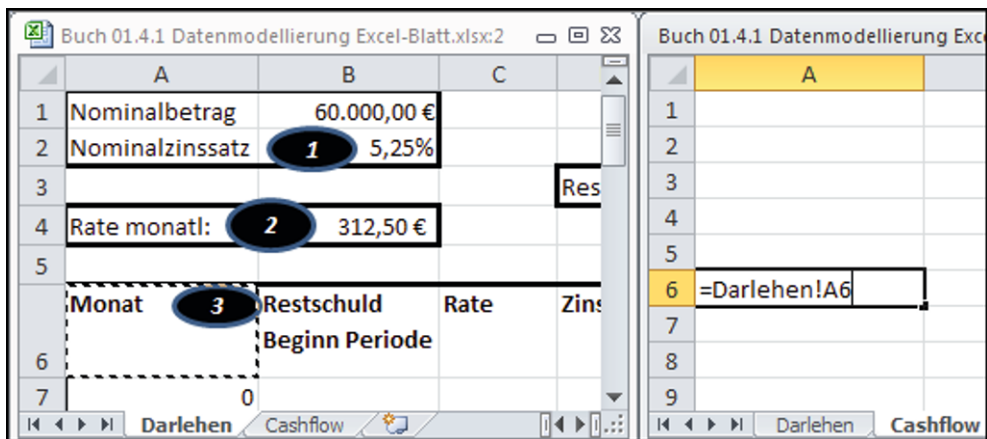 Buch 01.4.1 Datenmodellierung Excel-Blatt.xlsx:2
A B C
1 Nominalbetrag 60.000,00 €
2 Nominalzinssatz 1 5,25%
3 Res
4 Rate monatl: 2 312,50 €
5
Monat 3 Restschuld Rate Zins
Beginn Periode
6
7 0
Darlehen Cashflow
Buch 01.4.1 Datenmodellierung Exce
A
1
2
3
4
5
6 =Darlehen!A6
7
8
9
Darlehen Cashflow